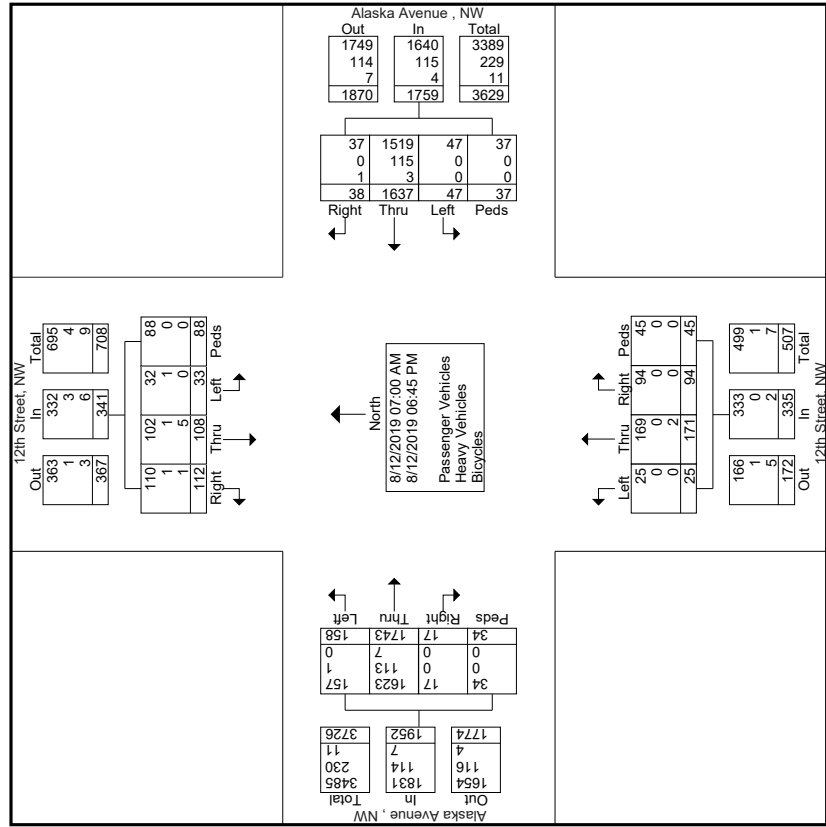 Alaska Avenue , NW
Out In Total
1749 1640 3389
114 115 229
7 4 11
1870 1759 3629
37 1519 47 37
0 115 0 0
1 3 0 0
38 1637 47 37
Right Thru Left Peds
12th Street, NW
Out In Total
363 332 695
1 3 4
3 6 9
367 341 708
110 102 32 88
1 1 1 0
1 5 0 0
112 108 33 88
Right Thru Left Peds
North
8/12/2019 07:00 AM
8/12/2019 06:45 PM
Passenger Vehicles
Heavy Vehicles
Bicycles
Left Thru Right Peds
25 169 94 45
0 0 0 0
0 2 0 0
25 171 94 45
166 333 499
1 0 1
5 2 7
172 335 507
Out In Total
12th Street, NW
Left Thru Right Peds
158 1743 17 34
0 7 0 0
1 113 0 0
157 1623 17 34
3726 1952 1774
11 7 4
230 114 116
3485 1831 1654
Total In Out
Alaska Avenue , NW